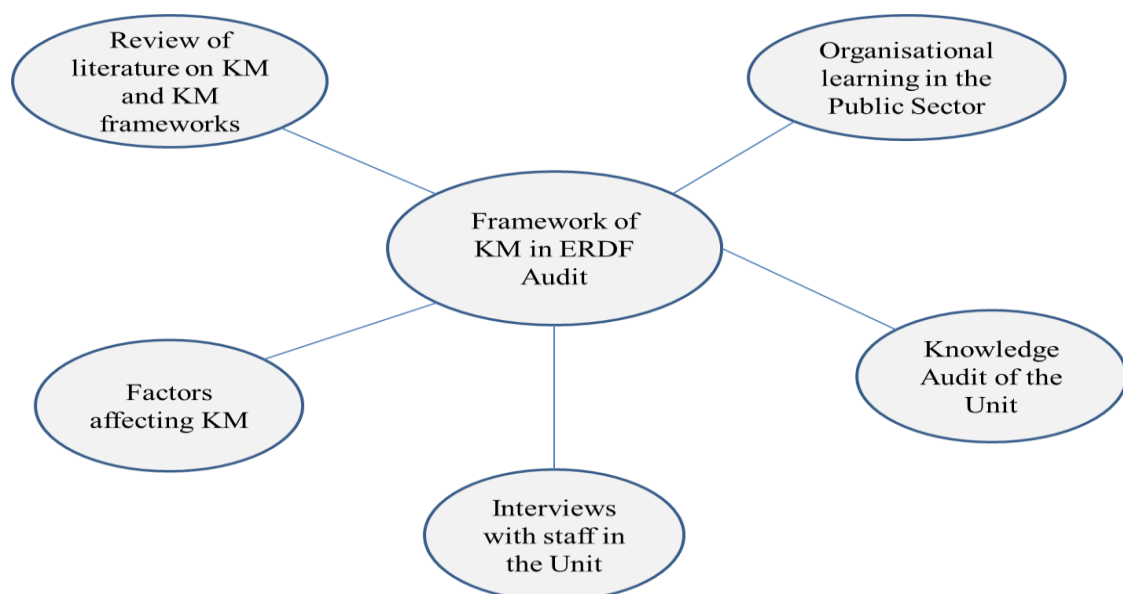 Review of
literature on KM
and KM
frameworks
Organisational
learning in the
Public Sector
Framework of
KM in ERDF
Audit
Factors
affecting KM
Knowledge
Audit of the
Unit
Interviews
with staff in
the Unit